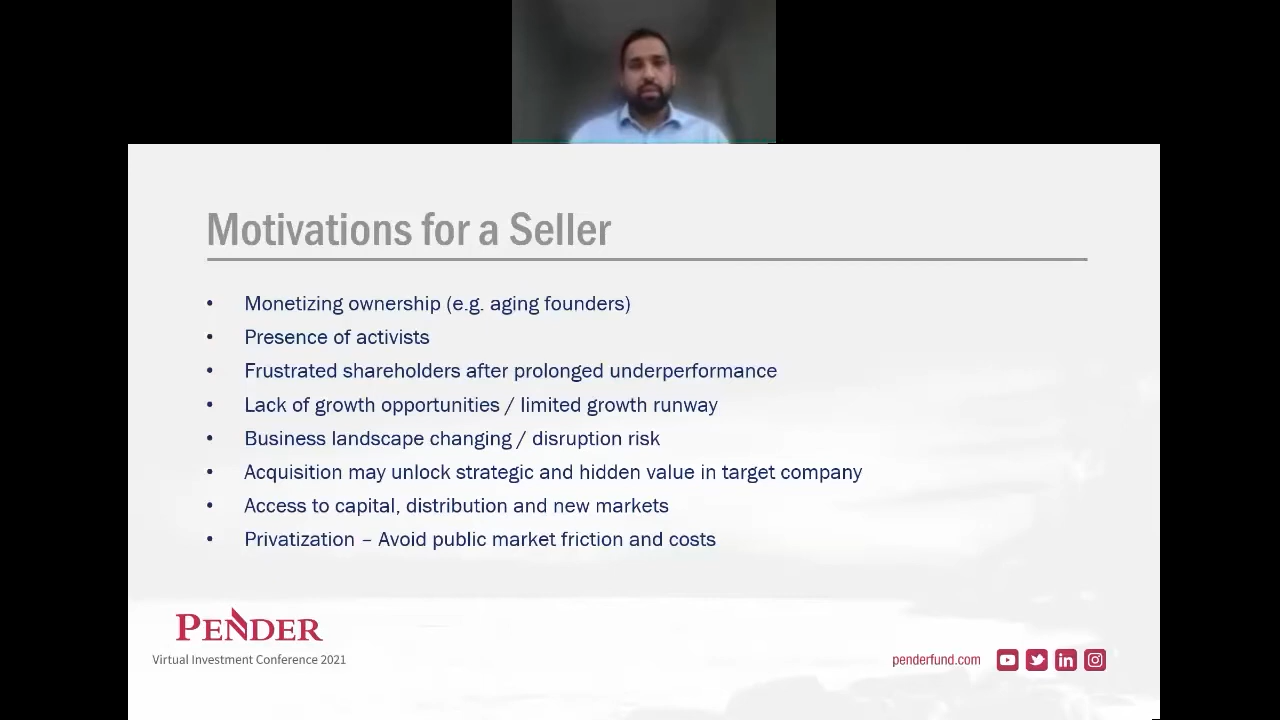 Motivations for a Seller
• Monetizing ownership (e.g. aging founders)
• Presence of activists
• Frustrated shareholders after prolonged underperformance
• Lack of growth opportunities / limited growth runway
• Business landscape changing / disruption risk
• Acquisition may unlock strategic and hidden value in target company
• Access to capital, distribution and new markets
• Privatization – Avoid public market friction and costs
PENDER
Virtual Investment Conference 2021
penderfund.com